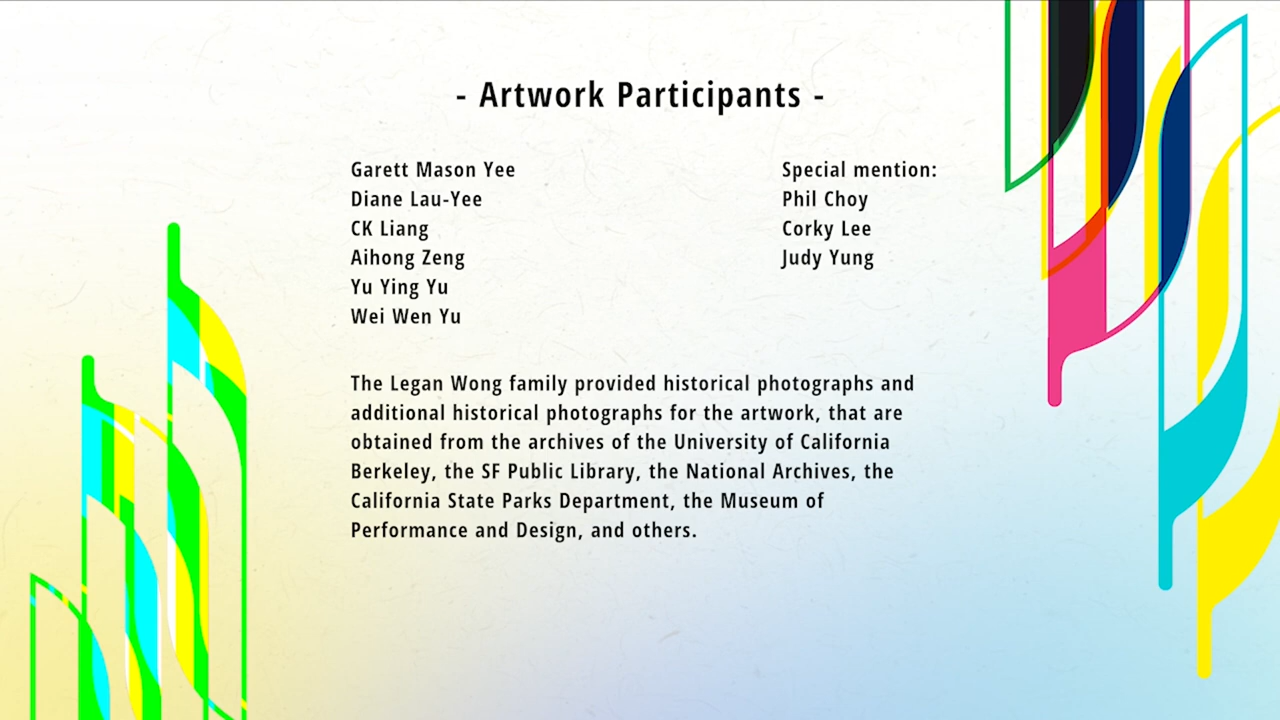 - Artwork Participants -
Garett Mason Yee
Diane Lau-Yee
CK Liang
Aihong Zeng
Yu Ying Yu
Wei Wen Yu
Special mention:
Phil Choy
Corky Lee
Judy Yung
The Legan Wong family provided historical photographs and
additional historical photographs for the artwork, that are
obtained from the archives of the University of California
Berkeley, the SF Public Library, the National Archives, the
California State Parks Department, the Museum of
Performance and Design, and others.